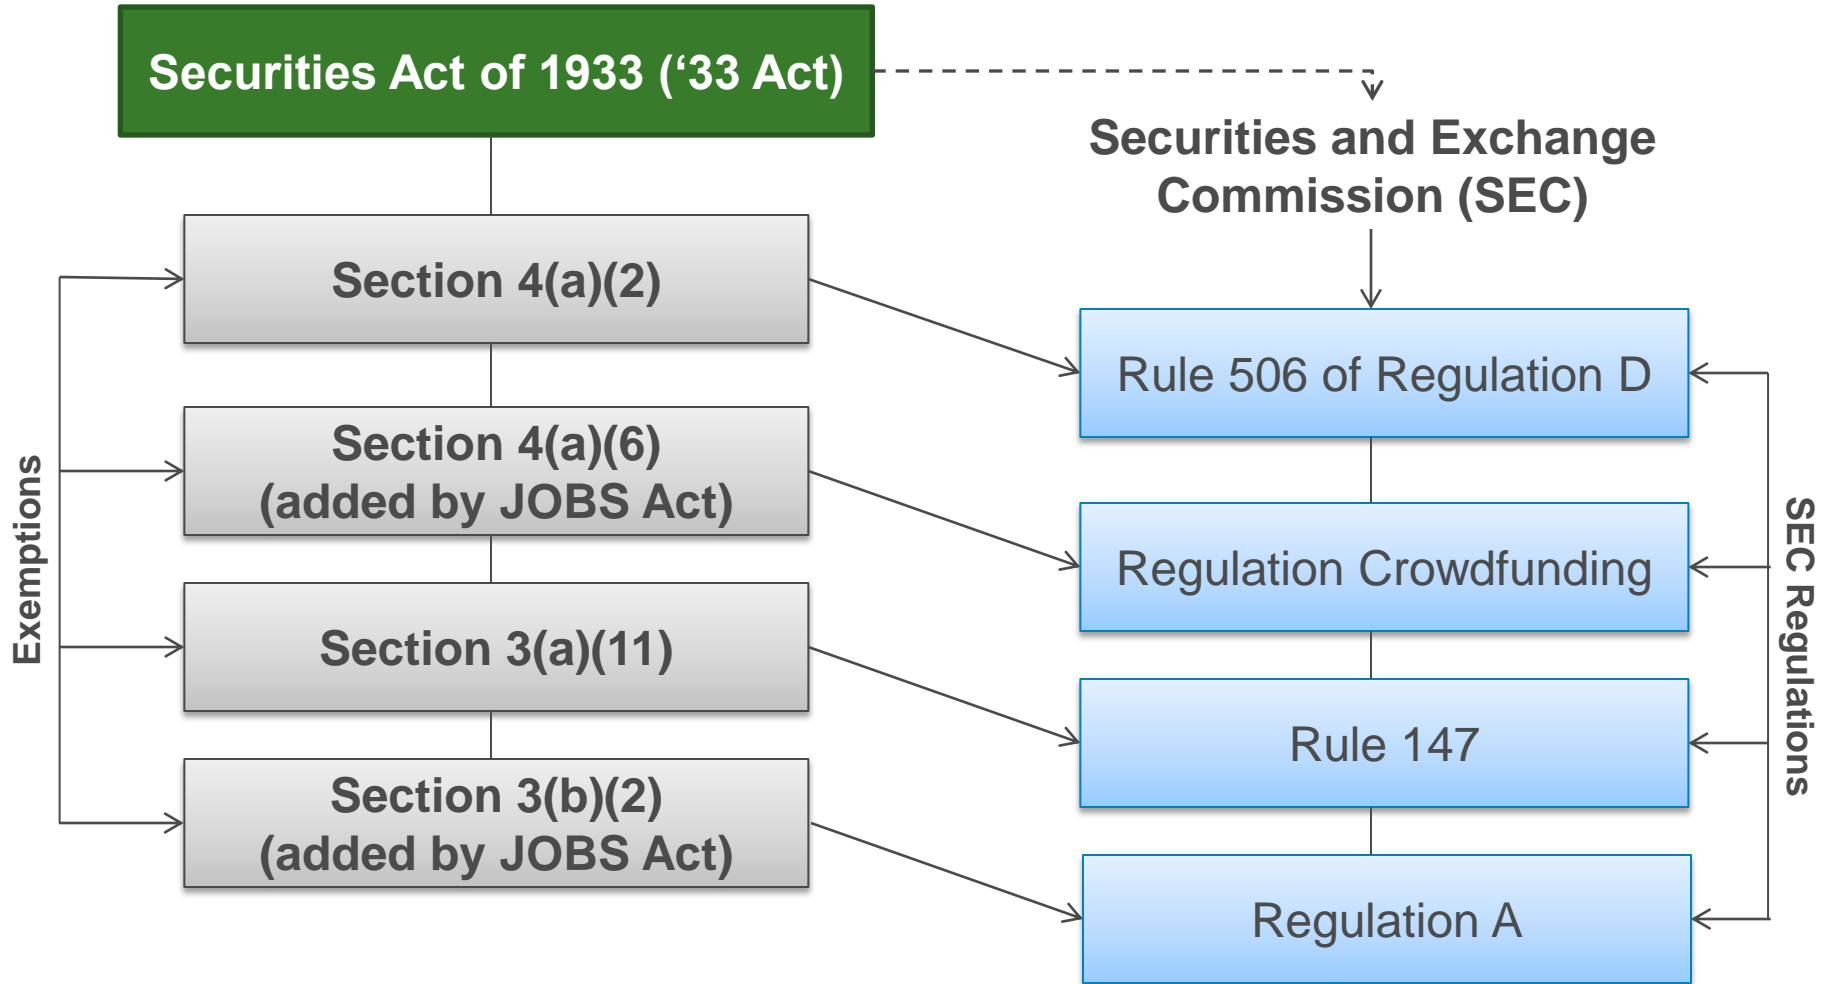 Securities Act of 1933 (‘33 Act)
Securities and Exchange
Commission (SEC)
Exemptions
Section 4(a)(2)
Section 4(a)(6)
(added by JOBS Act)
Section 3(a)(11)
Section 3(b)(2)
(added by JOBS Act)
Rule 506 of Regulation D
Regulation Crowdfunding
Rule 147
Regulation A
SEC Regulations